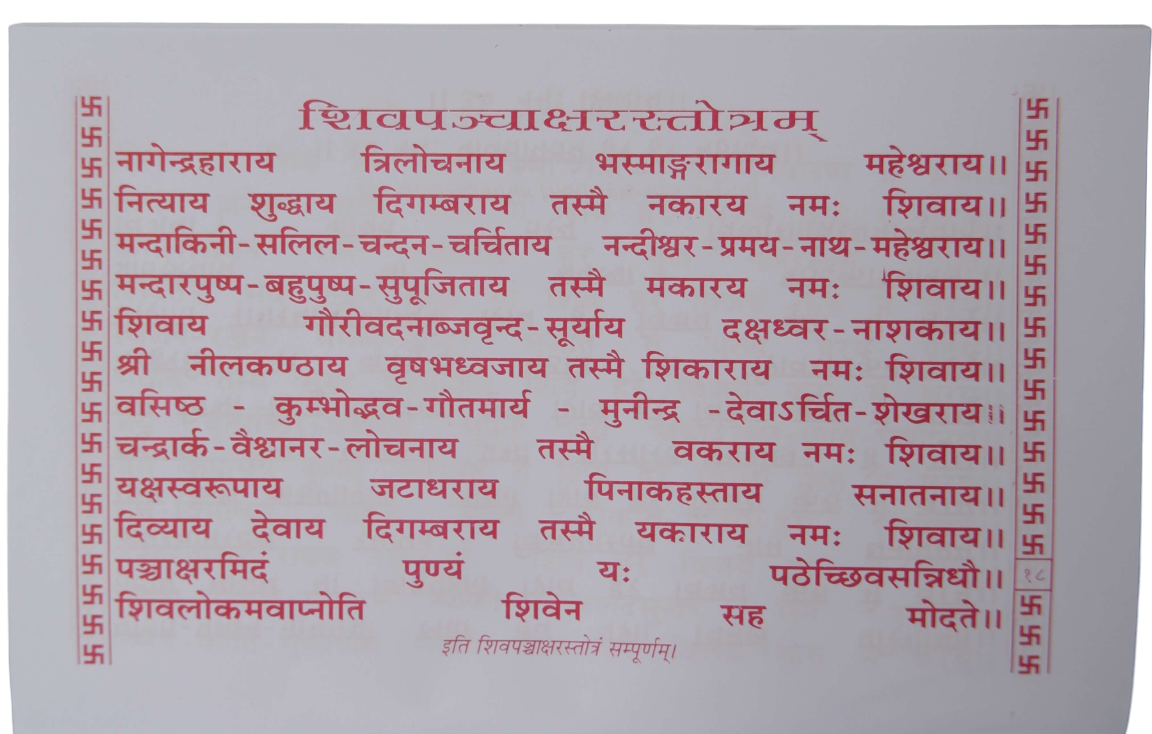 शिवपञ्चाक्षरस्तोत्रम्
नागेन्द्रहाराय त्रिलोचनाय भस्माङ्गरागाय महेश्वराय॥
नित्याय शुद्धाय दिगम्बराय तस्मै नकारय नमः शिवाय॥
मन्दाकिनी-सलिल-चन्दन-चर्चिताय नन्दीश्वर-प्रमय-नाथ-महेश्वराय॥
मन्दारपुष्प-बहुपुष्प-सुपूजिताय तस्मै मकाराय नमः शिवाय॥
शिवाय गौरीवदनाब्जवृन्द-सूर्याय दक्षध्वर-नाशकाय॥
श्री नीलकण्ठाय वृषभध्वजाय तस्मै शिकाराय नमः शिवाय॥
वसिष्ठ - कुम्भोद्भव-गौतमार्य - मुनीन्द्र -देवाऽर्चित-शेखराय॥
चन्द्रार्क-वैश्वानर-लोचनाय तस्मै वकराय नमः शिवाय॥
यक्षस्वरूपाय जटाधराय पिनाकहस्ताय सनातनाय॥
दिव्याय देवाय दिगम्बराय तस्मै यकाराय नमः शिवाय॥
पञ्चाक्षरमिदं पुण्यं यः पठेच्छिवसन्निधौ॥
१८
शिवलोकमवाप्नोति शिवेन सह मोदते॥
इति शिवपञ्चाक्षरस्तोत्रं सम्पूर्णम्।